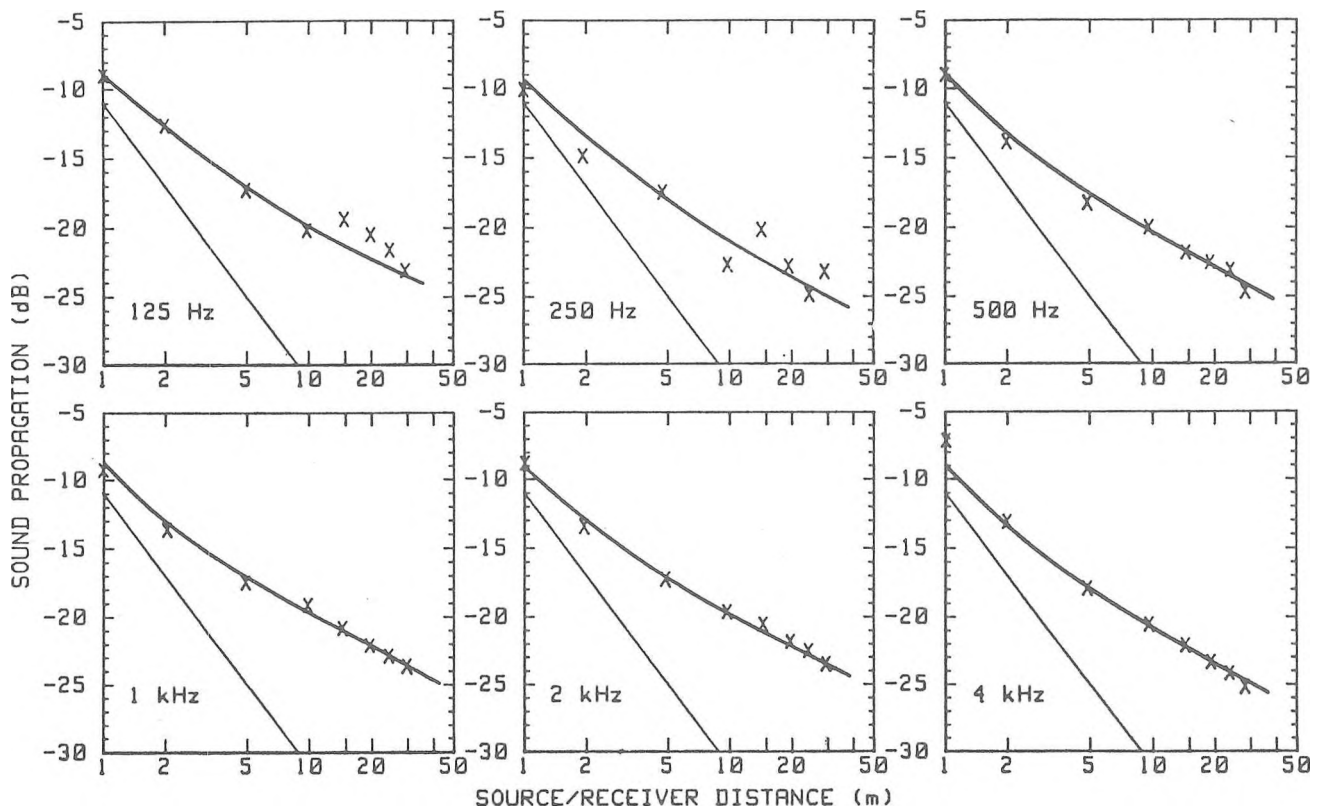 -5 -5 -5
-10 -10 -10
-15 -15 -15
-20 -20 -20
-25 -25 -25
-30 -30 -30
125 Hz 250 Hz 500 Hz
1 2 5 10 20 50 1 2 5 10 20 50 1 2 5 10 20 50
SOUND PROPAGATION (dB)
-5 -5 -5
-10 -10 -10
-15 -15 -15
-20 -20 -20
-25 -25 -25
-30 -30 -30
1 kHz 2 kHz 4 kHz
1 2 5 10 20 50 1 2 5 10 20 50 1 2 5 10 20 50
SOURCE/RECEIVER DISTANCE (m)